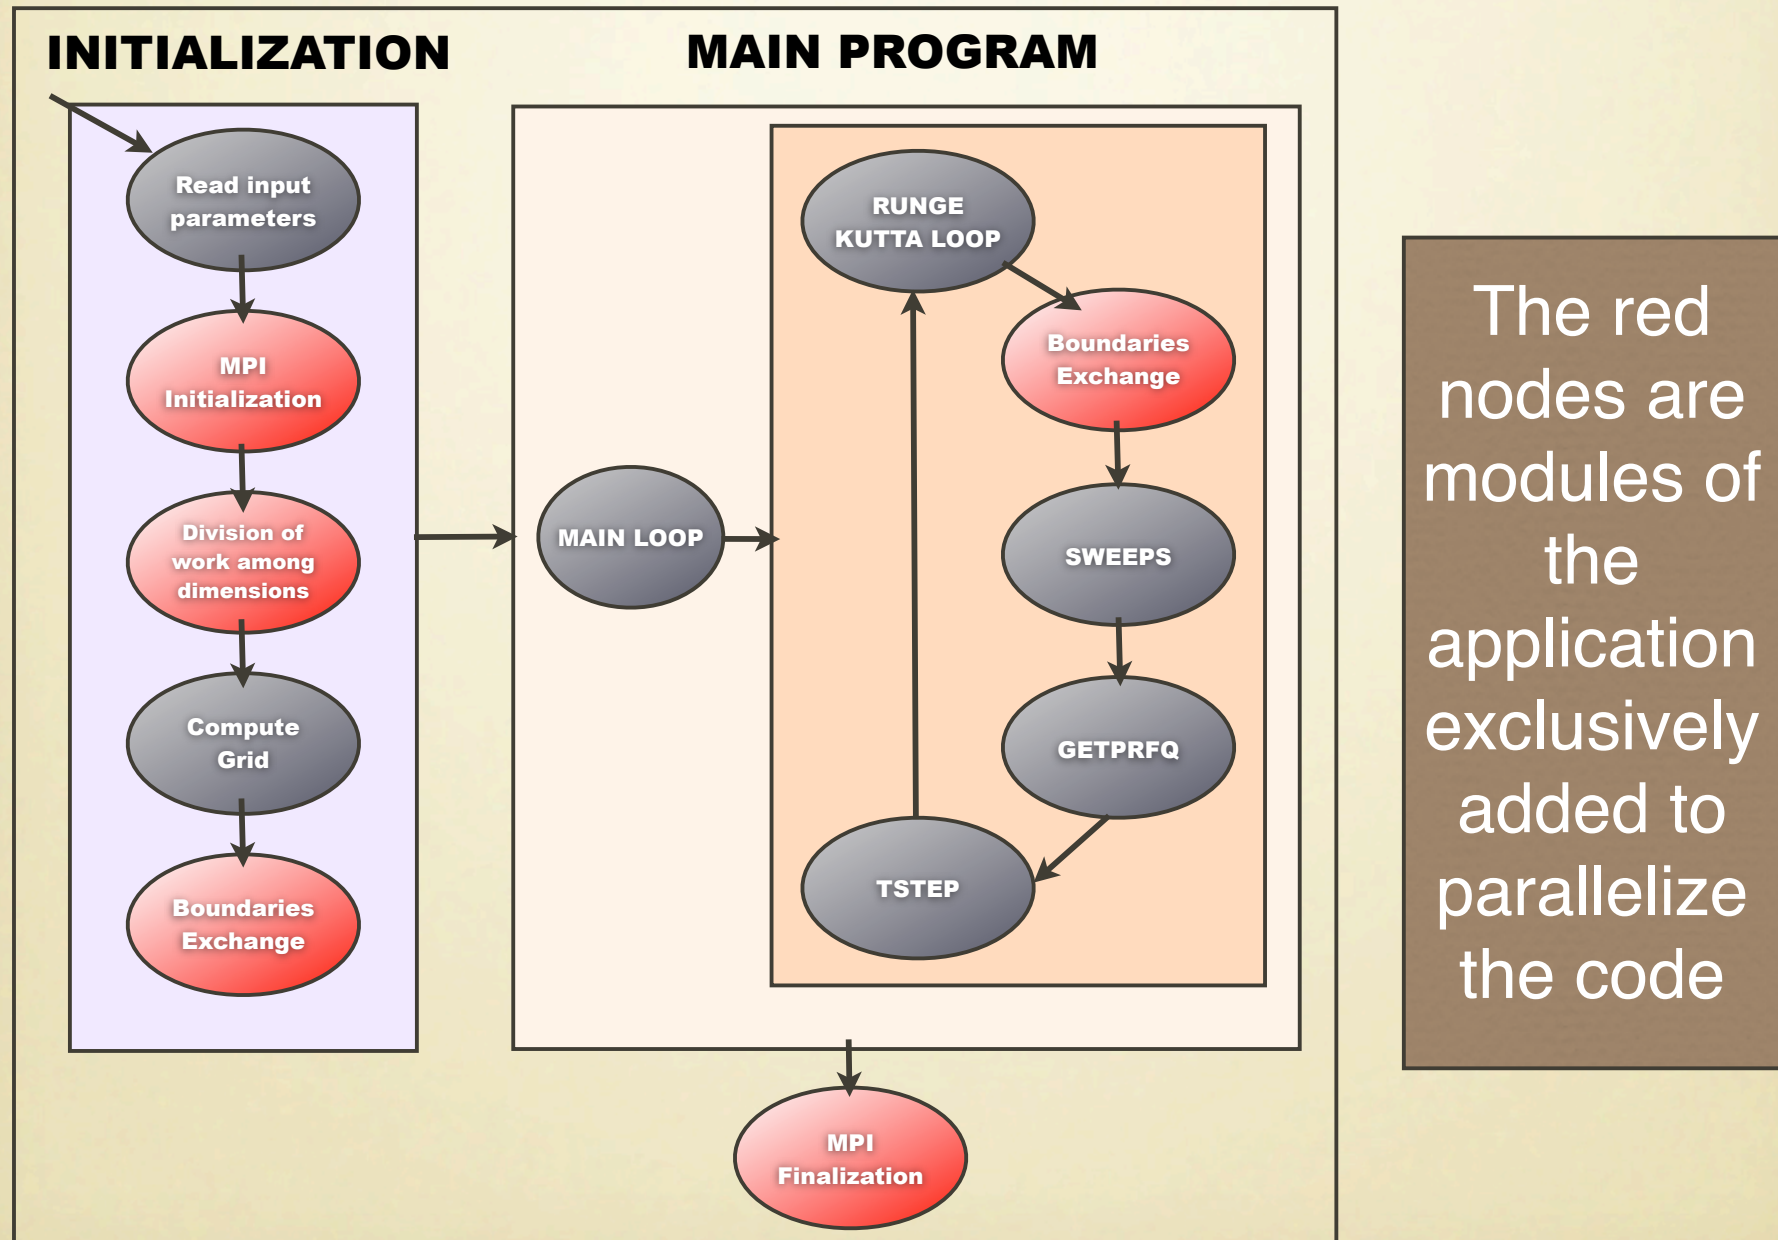 INITIALIZATION
MAIN PROGRAM
Read input
parameters
MPI
Initialization
Division of
work among
dimensions
Compute
Grid
Boundaries
Exchange
MAIN LOOP
RUNGE
KUTTA LOOP
Boundaries
Exchange
SWEEPS
GETPRFQ
TSTEP
MPI
Finalization
The red
nodes are
modules of
the
application
exclusively
added to
parallelize
the code